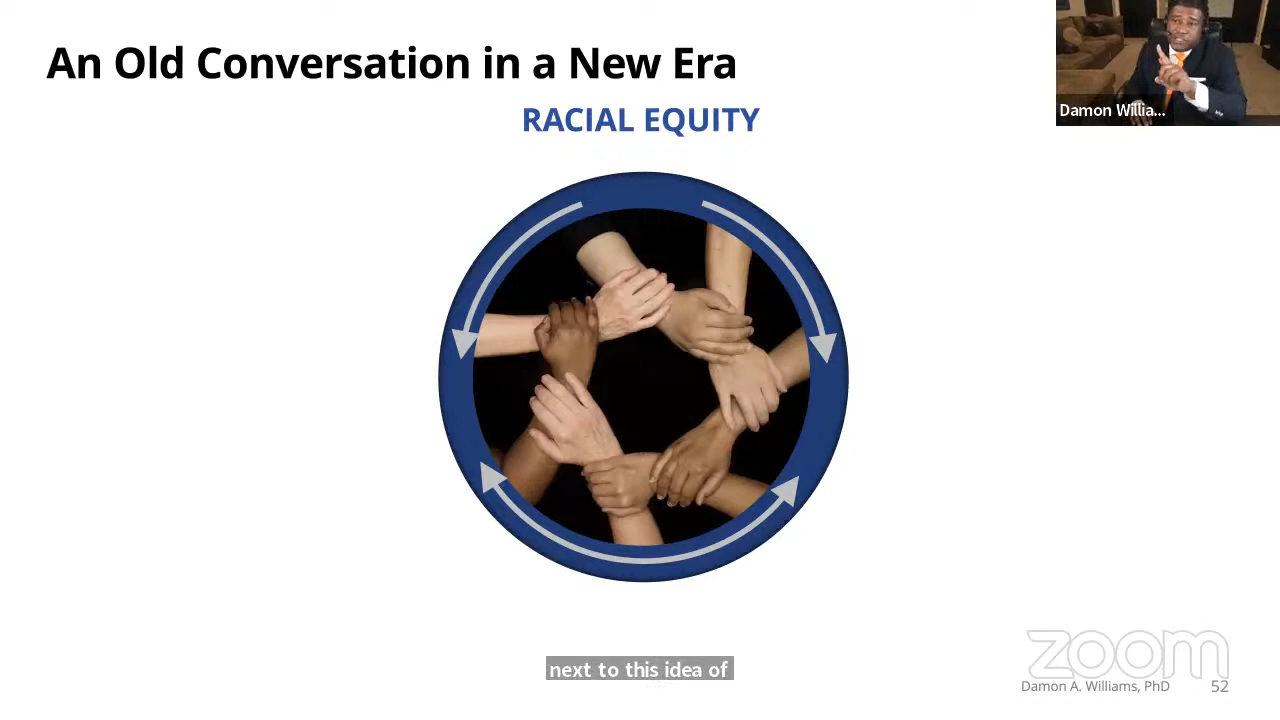 An Old Conversation in a New Era
RACIAL EQUITY
Damon Willia...
next to this idea of
zoom
Damon A. Williams, PhD 52